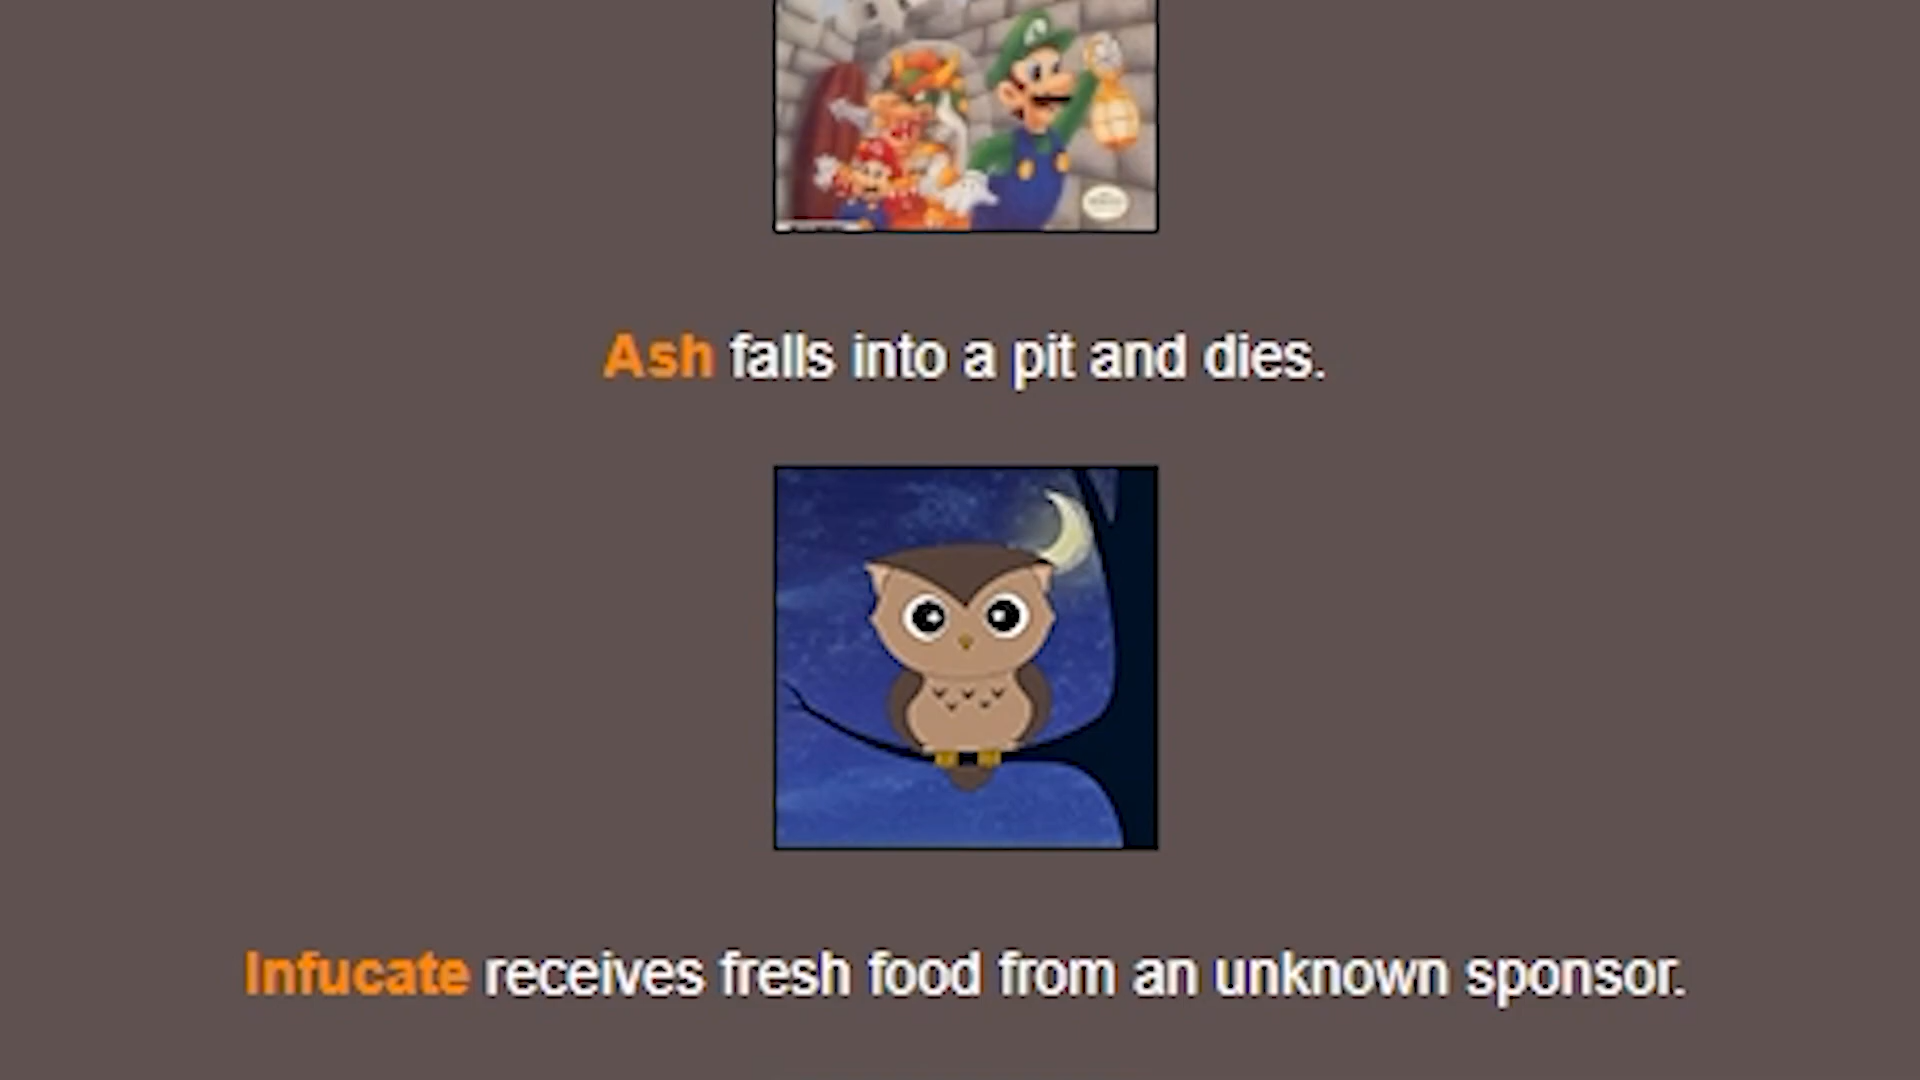 Ash falls into a pit and dies.
Infucate receives fresh food from an unknown sponsor.